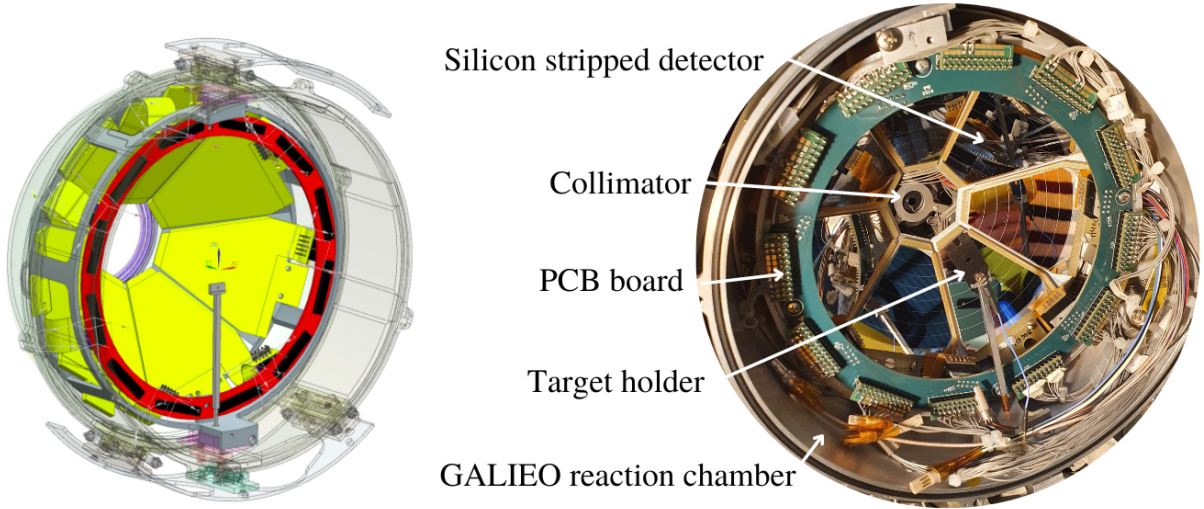 Silicon stripped detector
Collimator
PCB board
Target holder
GALIEO reaction chamber